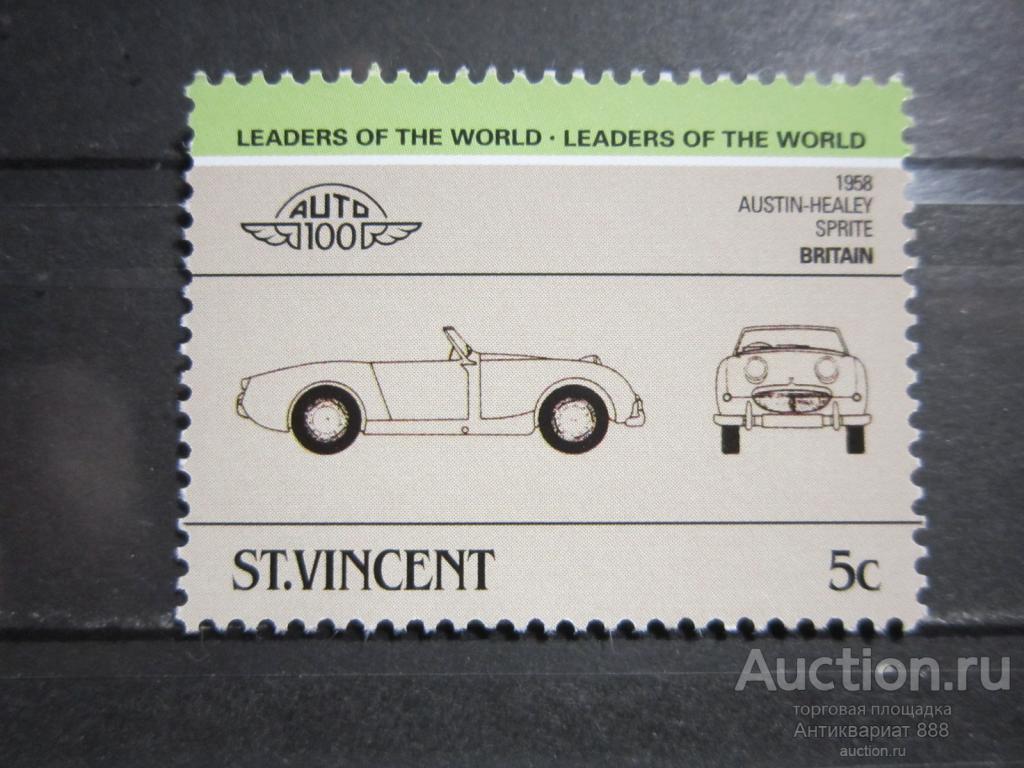 LEADERS OF THE WORLD · LEADERS OF THE WORLD
AUTO
100
1958
AUSTIN-HEALEY
SPRITE
BRITAIN
ST.VINCENT
5c
Auction.ru
торговая площадка
Антиквариат 888
auction.ru